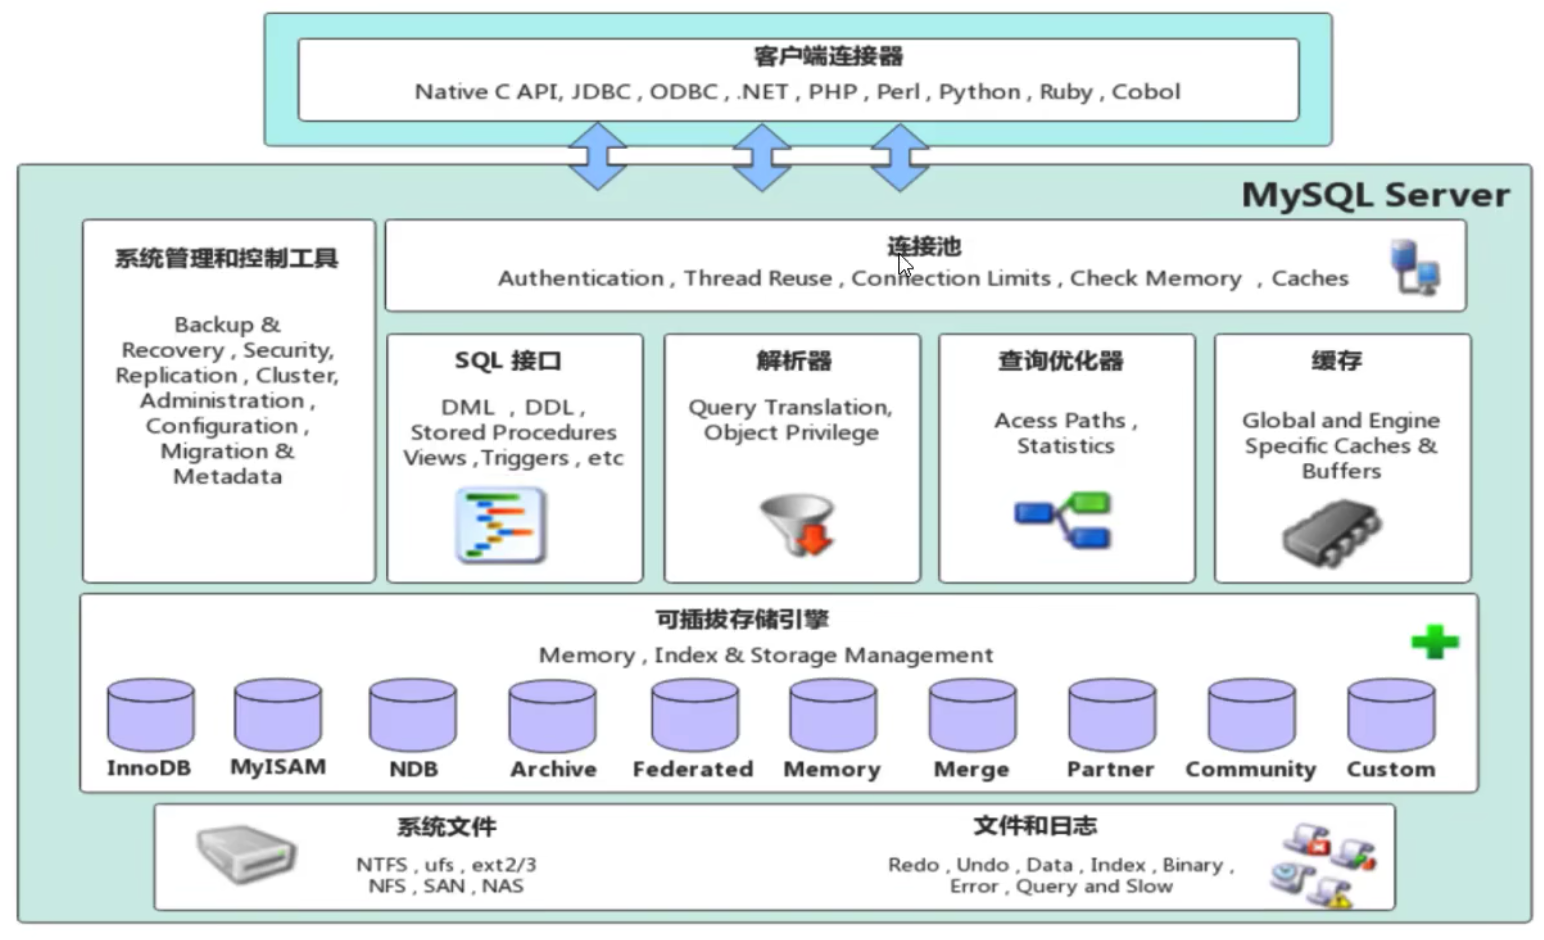 客户端连接器
Native C API, JDBC , ODBC , .NET , PHP , Perl , Python , Ruby , Cobol
MySQL Server
系统管理和控制工具
Backup &
Recovery , Security,
Replication , Cluster,
Administration ,
Configuration ,
Migration &
Metadata
连接池
Authentication , Thread Reuse , Connection Limits , Check Memory , Caches
SQL 接口
DML , DDL ,
Stored Procedures
Views ,Triggers , etc
解析器
Query Translation,
Object Privilege
查询优化器
Acess Paths ,
Statistics
缓存
Global and Engine
Specific Caches &
Buffers
可插拔存储引擎
Memory , Index & Storage Management
InnoDB
MyISAM
NDB
Archive
Federated
Memory
Merge
Partner
Community
Custom
系统文件
NTFS , ufs , ext2/3
NFS , SAN , NAS
文件和日志
Redo , Undo , Data , Index , Binary ,
Error , Query and Slow